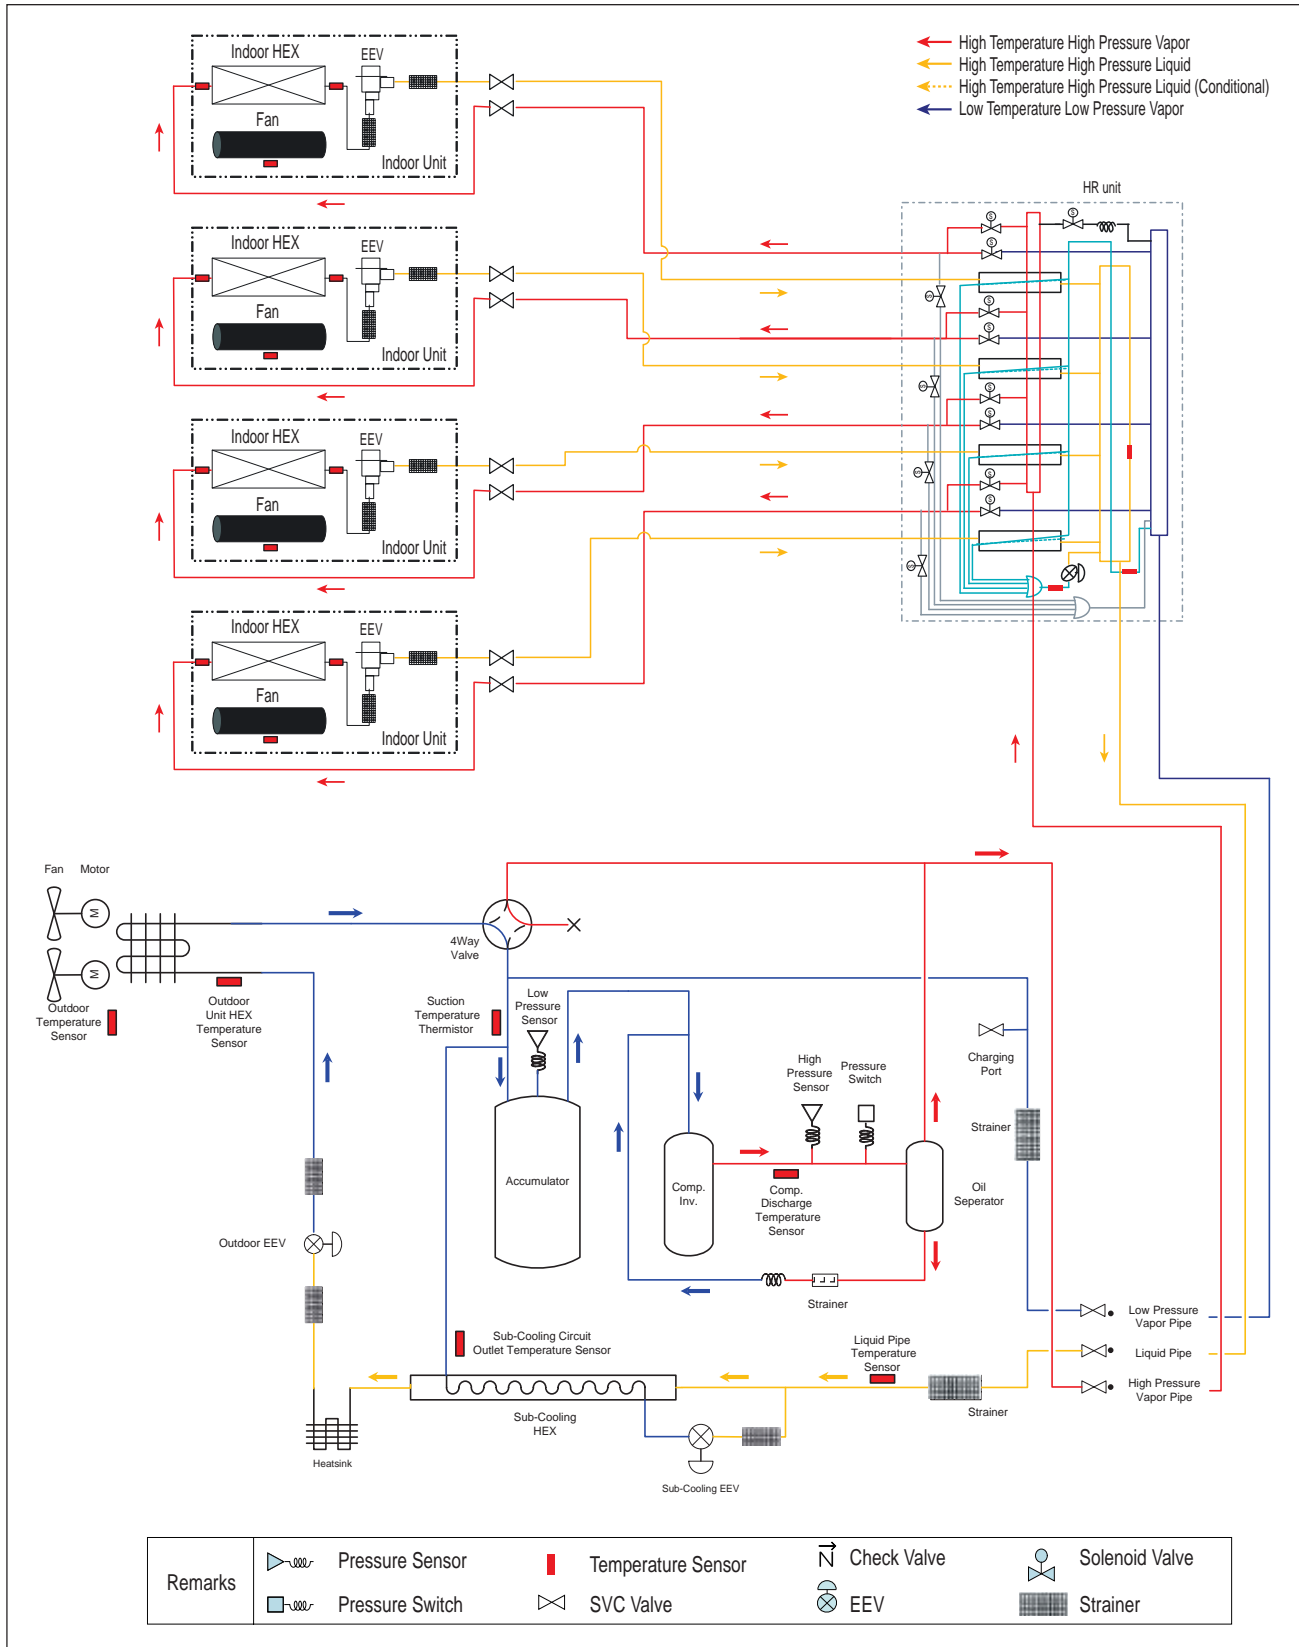 High Temperature High Pressure Vapor
High Temperature High Pressure Liquid
High Temperature High Pressure Liquid (Conditional)
Low Temperature Low Pressure Vapor
Indoor HEX
EEV
Fan
Indoor Unit
Indoor HEX
EEV
Fan
Indoor Unit
Indoor HEX
EEV
Fan
Indoor Unit
Indoor HEX
EEV
Fan
Indoor Unit
HR unit
S
S
S
S
S
S
S
S
S
S
S
S
S
Fan
Motor
M
M
Outdoor
Temperature
Sensor
Outdoor
Unit HEX
Temperature
Sensor
4Way
Valve
Suction
Temperature
Thermistor
Low
Pressure
Sensor
High
Pressure
Sensor
Pressure
Switch
Charging
Port
Strainer
Accumulator
Comp.
Inv.
Comp.
Discharge
Temperature
Sensor
Oil
Seperator
Outdoor EEV
Strainer
Sub-Cooling Circuit
Outlet Temperature Sensor
Liquid Pipe
Temperature
Sensor
Low Pressure
Vapor Pipe
Liquid Pipe
High Pressure
Vapor Pipe
Strainer
Sub-Cooling
HEX
Heatsink
Sub-Cooling EEV
Remarks
Pressure Sensor
Temperature Sensor
Check Valve
Solenoid Valve
Pressure Switch
SVC Valve
EEV
Strainer